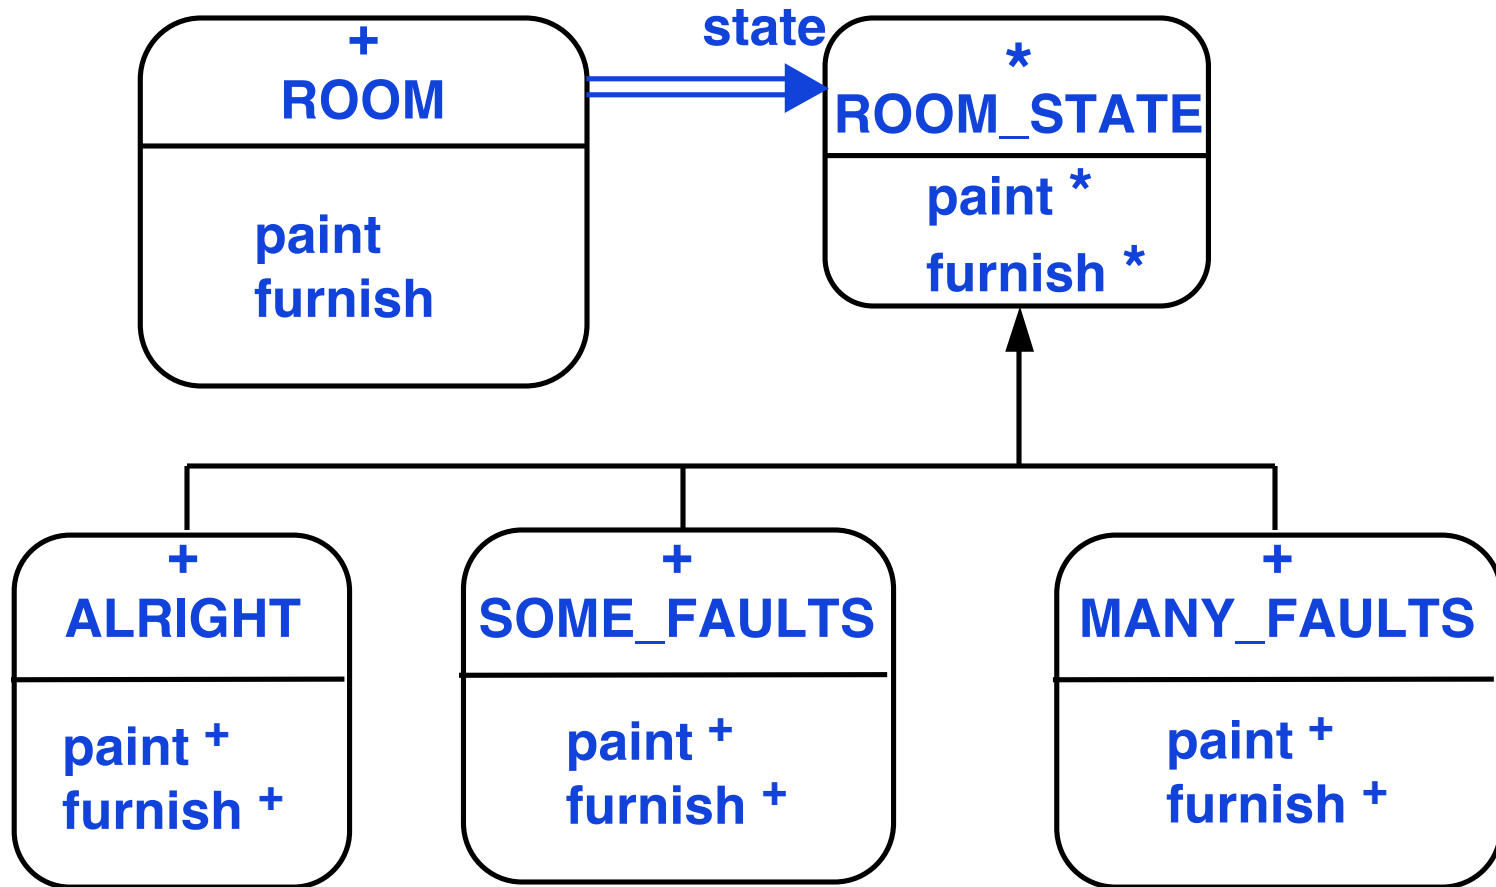 +
ROOM
paint
furnish
state
*
ROOM_STATE
paint *
furnish *
+
ALRIGHT
paint +
furnish +
+
SOME_FAULTS
paint +
furnish +
+
MANY_FAULTS
paint +
furnish +